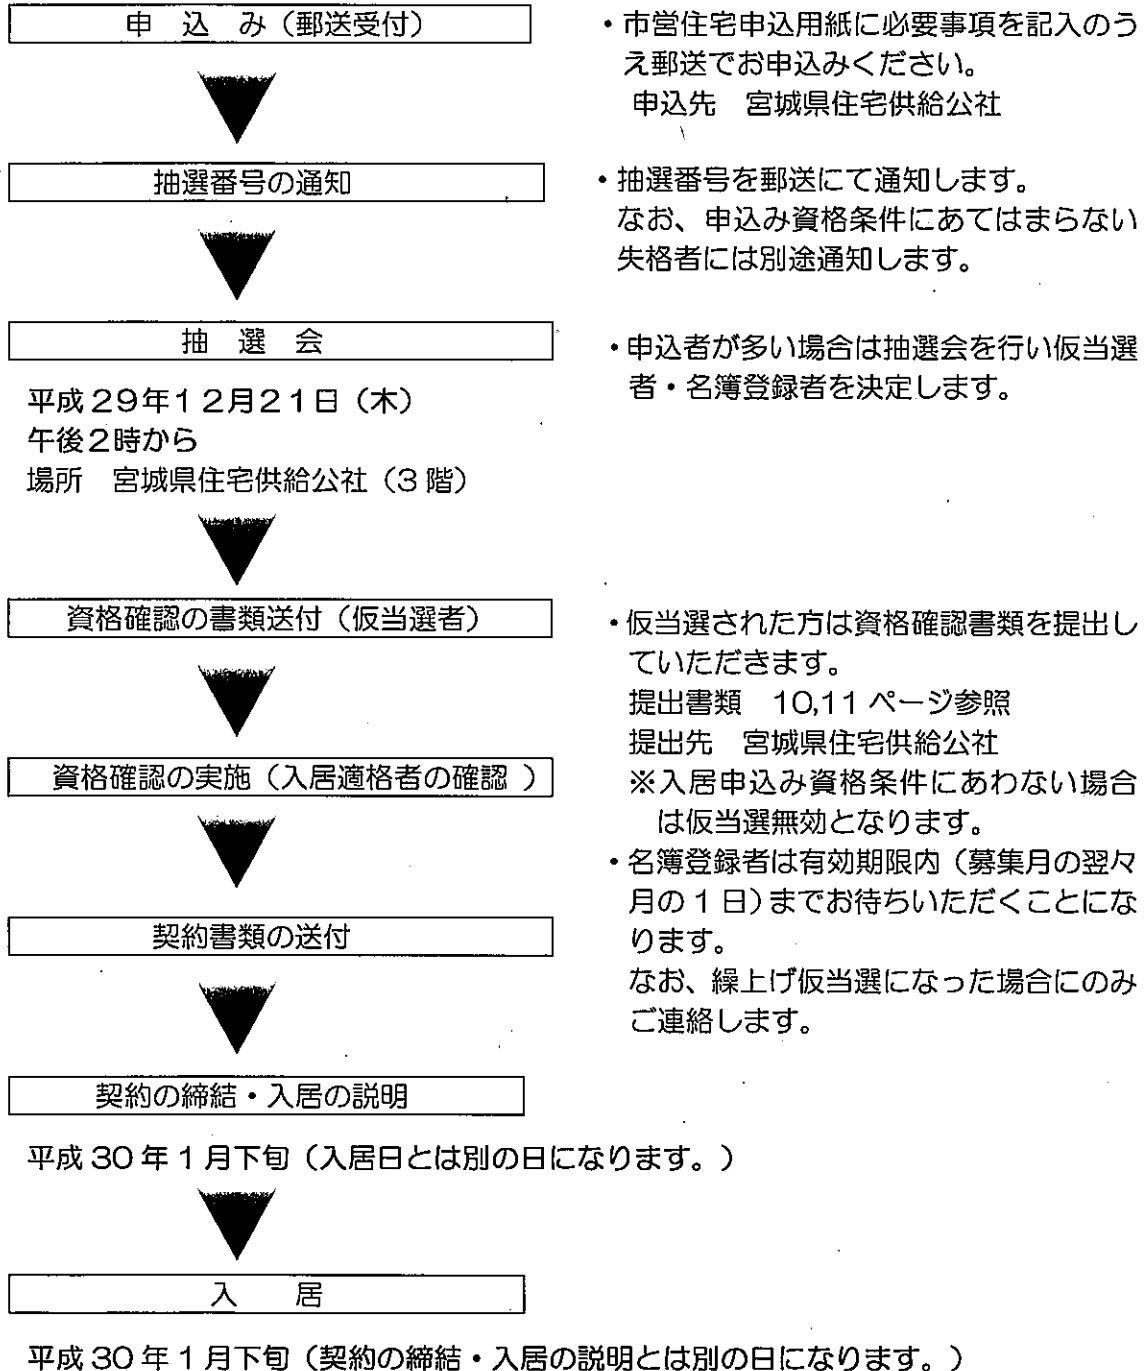 申　込　み（郵送受付）
・市営住宅申込用紙に必要事項を記入のう
え郵送でお申込みください。
申込先　宮城県住宅供給公社
抽選番号の通知
・抽選番号を郵送にて通知します。
なお、申込み資格条件にあてはまらない
失格者には別途通知します。
抽　選　会
・申込者が多い場合は抽選会を行い仮当選
者・名簿登録者を決定します。
平成29年12月21日（木）
午後2時から
場所　宮城県住宅供給公社（3階）
資格確認の書類送付（仮当選者）
・仮当選された方は資格確認書類を提出し
ていただきます。
提出書類　10,11ページ参照
提出先　宮城県住宅供給公社
※入居申込み資格条件にあわない場合
は仮当選無効となります。
資格確認の実施（入居適格者の確認　）
・名簿登録者は有効期限内（募集月の翌々
月の1日）までお待ちいただくことにな
ります。
なお、繰上げ仮当選になった場合にのみ
ご連絡します。
契約書類の送付
契約の締結・入居の説明
平成30年1月下旬（入居日とは別の日になります。）
入　居
平成30年1月下旬（契約の締結・入居の説明とは別の日になります。）